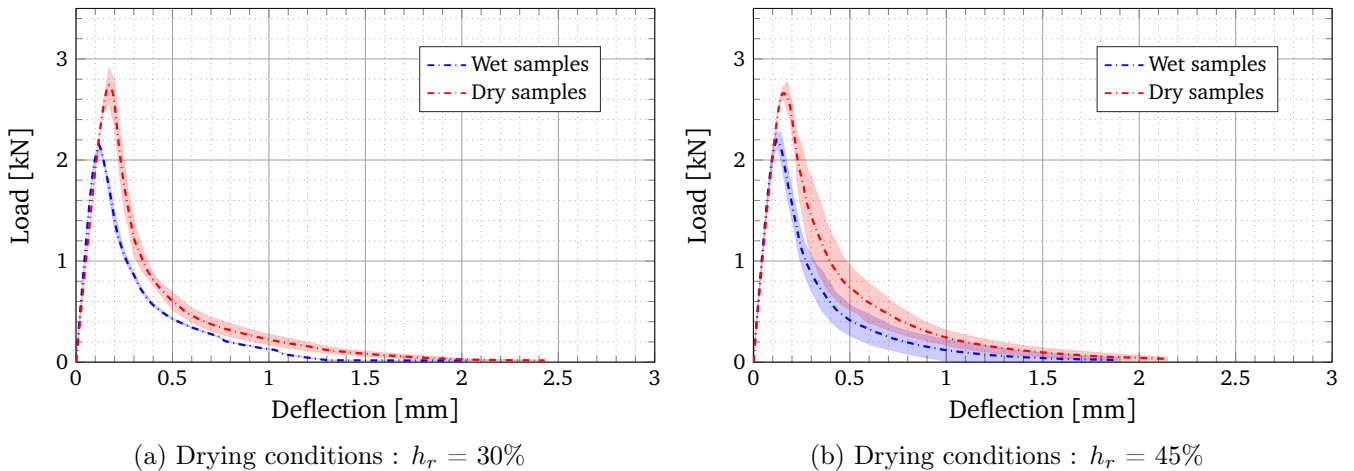 Load [kN]
3
2
1
0
Wet samples
Dry samples
0 0.5 1 1.5 2 2.5 3
Deflection [mm]
(a) Drying conditions : h_r = 30%
Load [kN]
3
2
1
0
Wet samples
Dry samples
0 0.5 1 1.5 2 2.5 3
Deflection [mm]
(b) Drying conditions : h_r = 45%